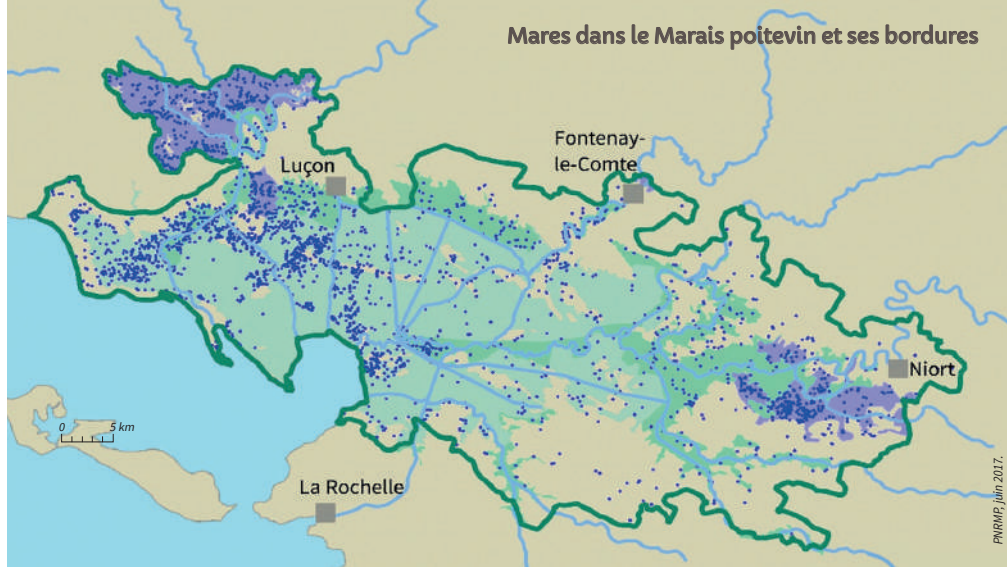 Mares dans le Marais poitevin et ses bordures
Fontenay-
le-Comte
Luçon
Niort
0 5 km
La Rochelle
PNRMP, juin 2017.